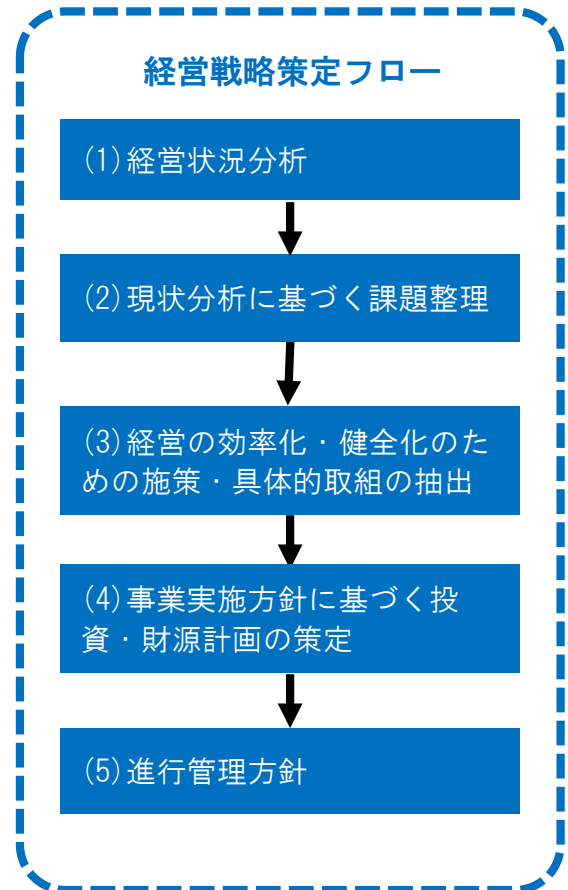 経営戦略策定フロー
(1)経営状況分析
(2)現状分析に基づく課題整理
(3)経営の効率化・健全化のた
めの施策・具体的取組の抽出
(4)事業実施方針に基づく投
資・財源計画の策定
(5)進行管理方針